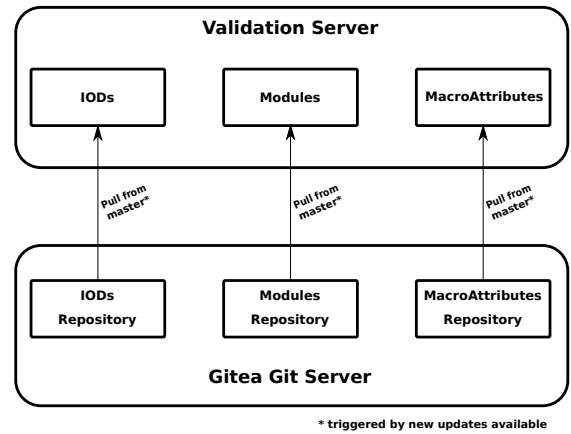 Validation Server
IODs
Modules
MacroAttributes
Pull from
master*
Pull from
master*
Pull from
master*
IODs
Repository
Modules
Repository
MacroAttributes
Repository
Gitea Git Server
* triggered by new updates available